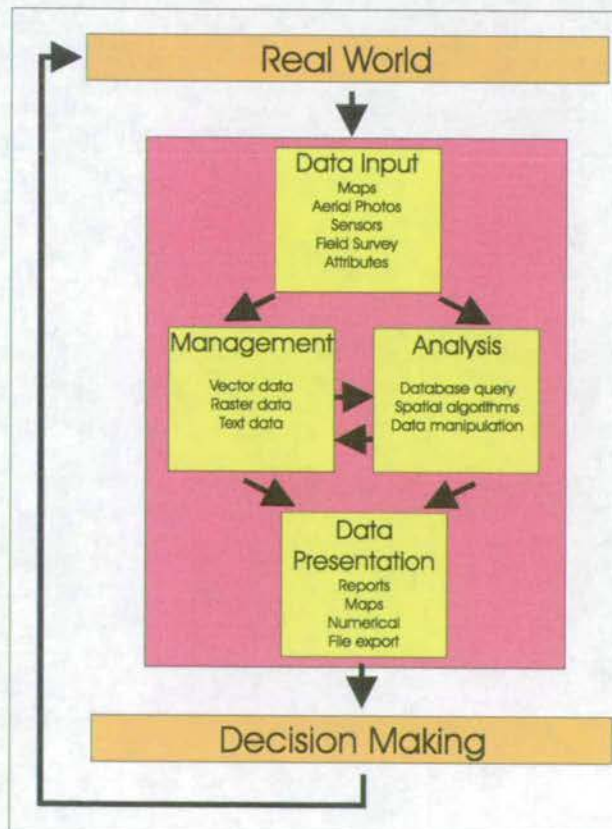 Real World
Data Input
Maps
Aerial Photos
Sensors
Field Survey
Attributes
Management
Vector data
Raster data
Text data
Analysis
Database query
Spatial algorithms
Data manipulation
Data
Presentation
Reports
Maps
Numerical
File export
Decision Making